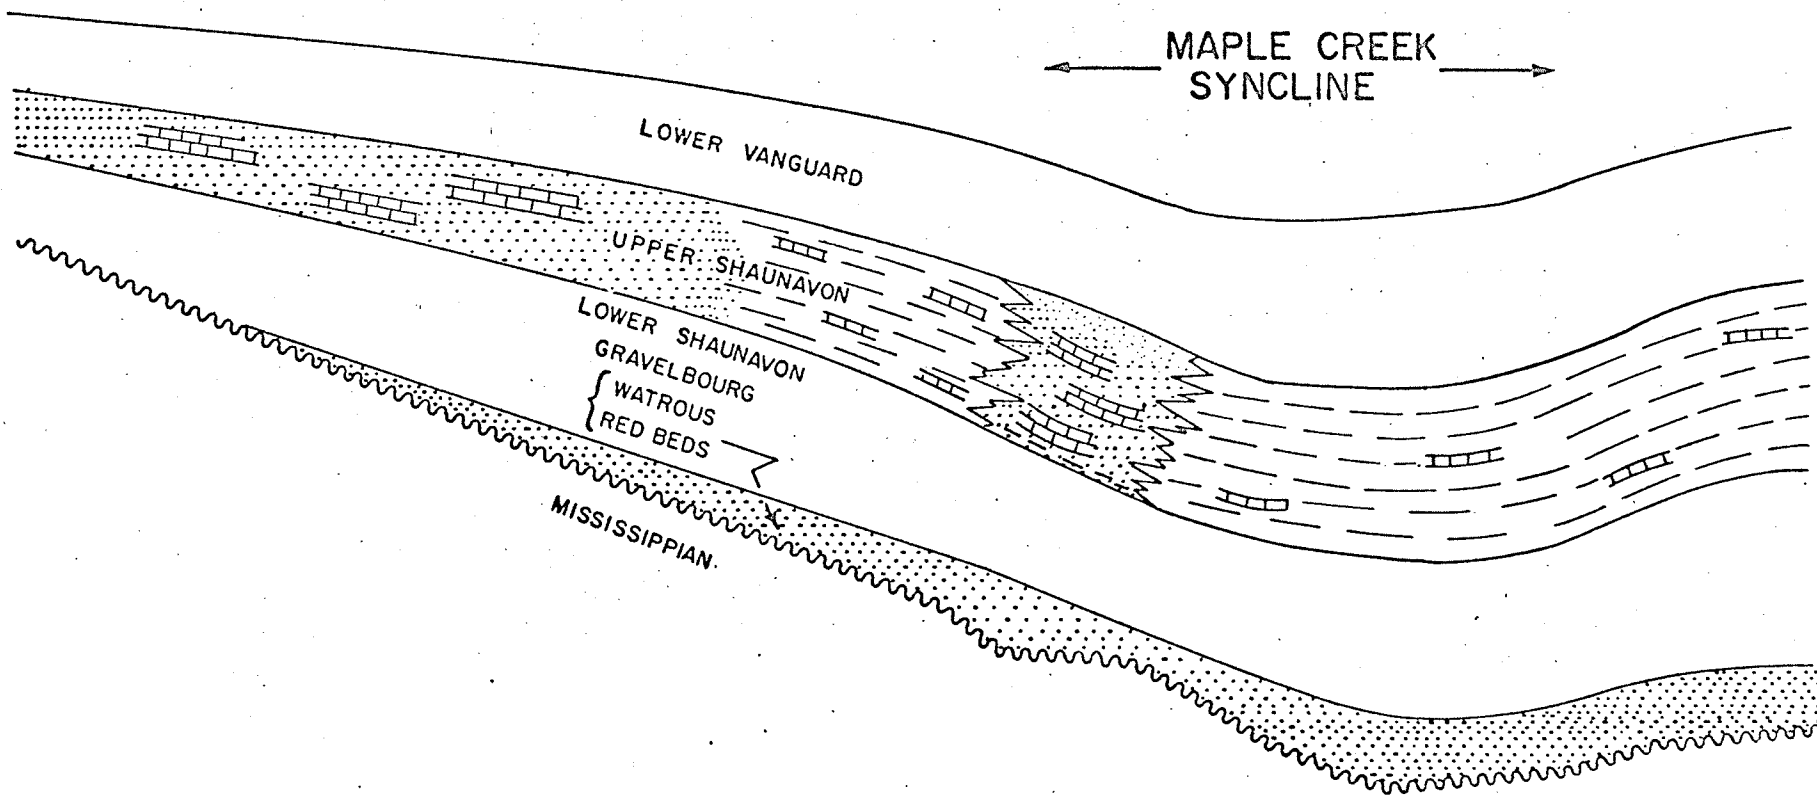 MAPLE CREEK
SYNCLINE
LOWER VANGUARD
UPPER SHAUNAVON
LOWER SHAUNAVON
GRAVELBOURG
WATROUS
RED BEDS
MISSISSIPPIAN